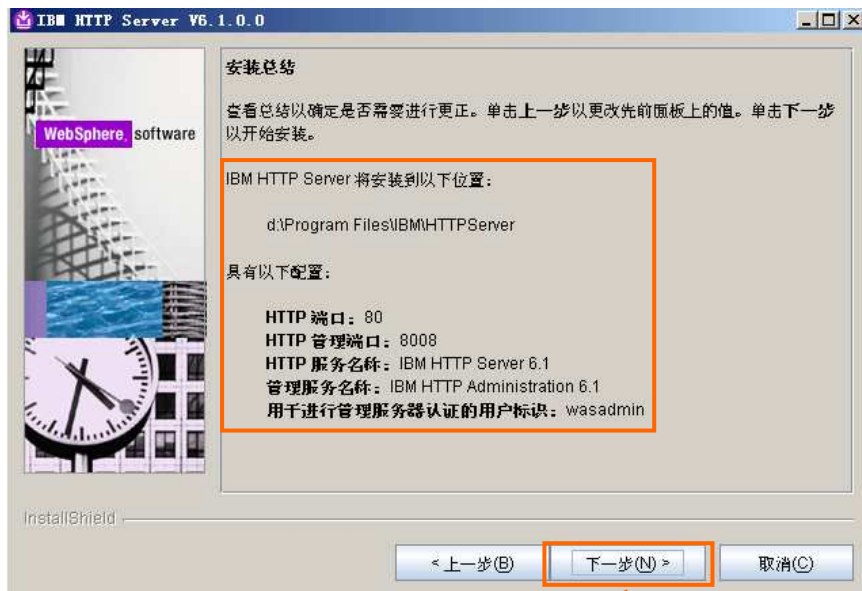 IBM HTTP Server V6.1.0.0
WebSphere. software
安装总结
查看总结以确定是否需要进行更正。单击上一步以更改先前面板上的值。单击下一步
以开始安装。
IBM HTTP Server 将安装到以下位置：
d:\Program Files\IBM\HTTPServer
具有以下配置：
HTTP 端口：80
HTTP 管理端口：8008
HTTP 服务名称：IBM HTTP Server 6.1
管理服务名称：IBM HTTP Administration 6.1
用于进行管理服务器认证的用户标识：wasadmin
InstallShield
< 上一步(B)
下一步(N) >
取消(C)